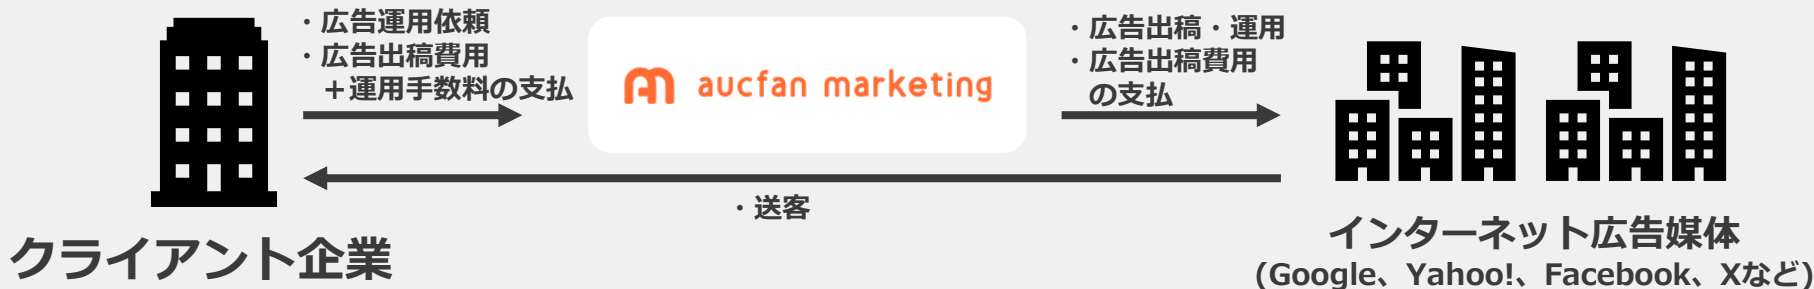 ・広告運用依頼
・広告出稿費用
＋運用手数料の支払
aucfan marketing
・広告出稿・運用
・広告出稿費用
の支払
・送客
クライアント企業
インターネット広告媒体
(Google、Yahoo!、Facebook、Xなど)